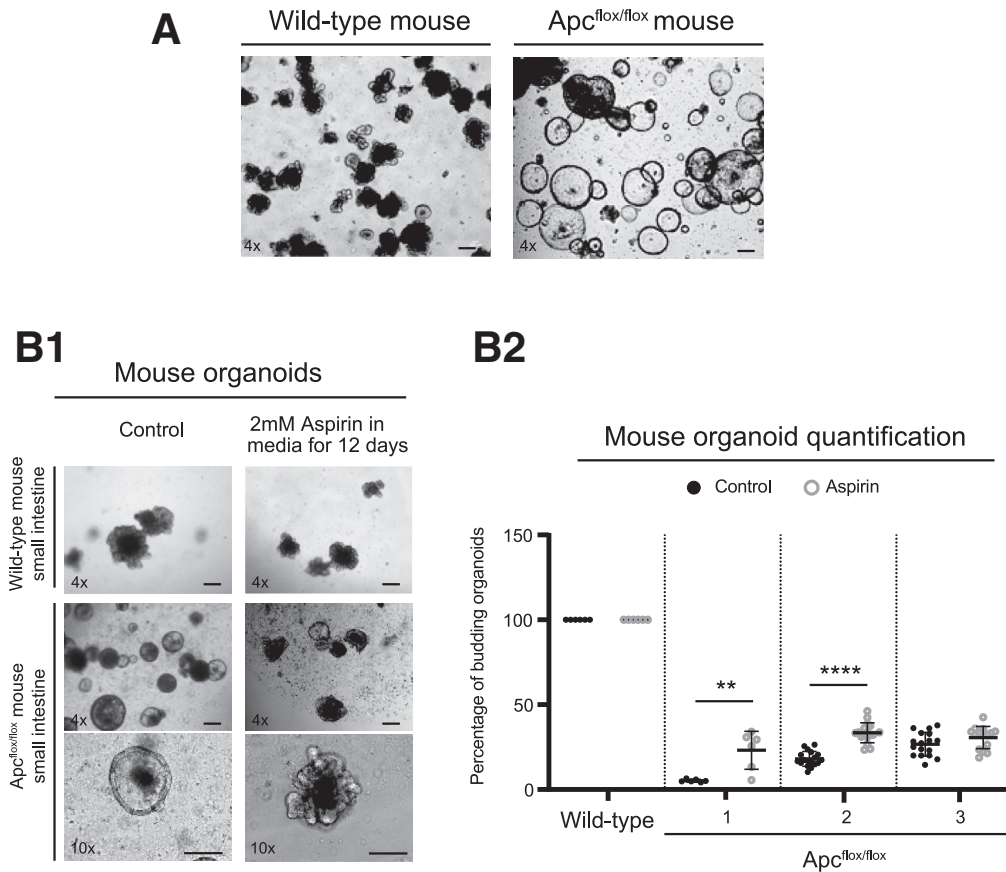 A
Wild-type mouse
Apcflox/flox mouse
4x
4x
B1
Mouse organoids
Control
2mM Aspirin in
media for 12 days
Wild-type mouse
small intestine
4x
4x
Apcflox/flox mouse
small intestine
4x
4x
10x
10x
B2
Mouse organoid quantification
Control
Aspirin
Percentage of budding organoids
150
100
50
0
**
****
Wild-type
1
2
3
Apcflox/flox